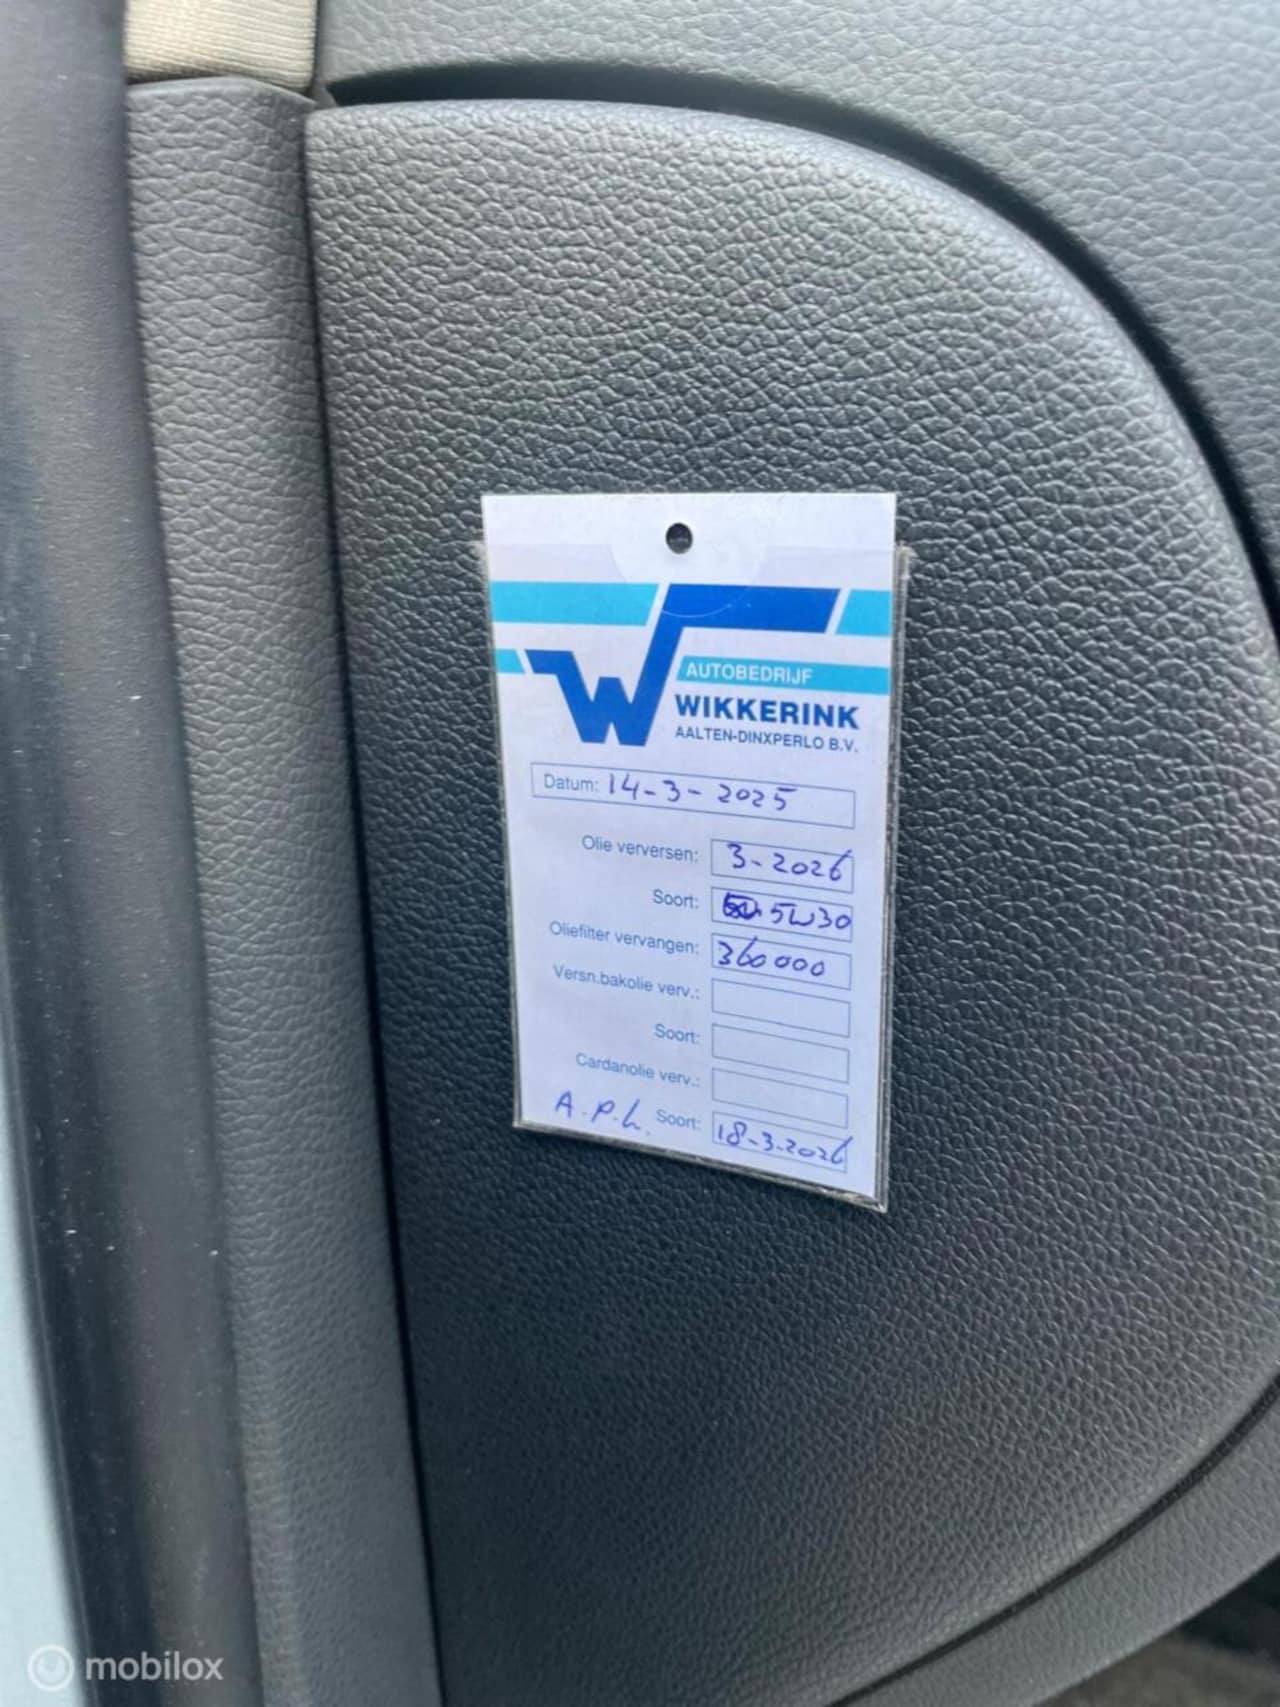 AUTOBEDRIJF
WIKKERINK
AALTEN-DINXPERLO B.V.
Datum: 14-3-2025
Olie verversen: 3-2026
Soort: 5W30
Oliefilter vervangen: 360000
Versn.bakolie verv.:
Soort:
Cardanolie verv.:
A.P.K. Soort: 18-3-2026
mobilox